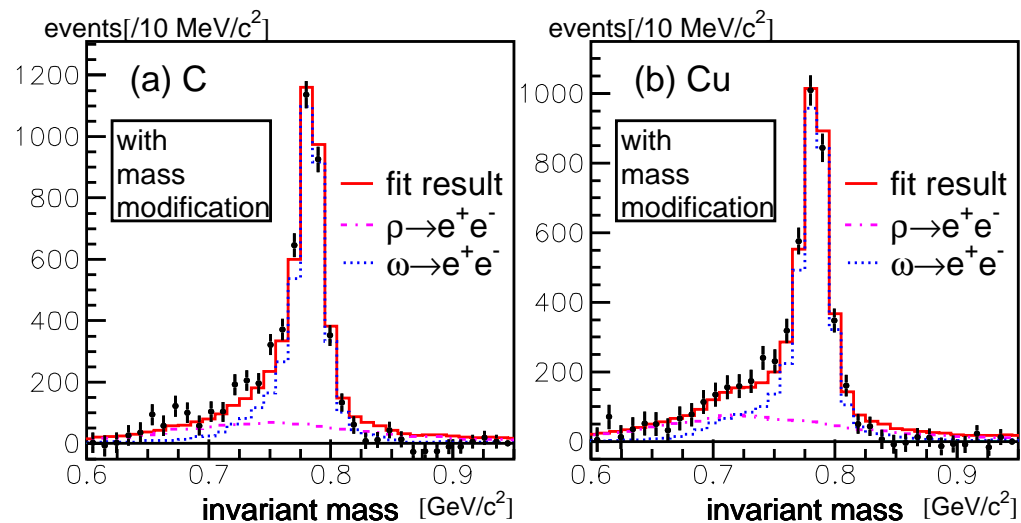 events[/10 MeV/c²]
(a) C
with
mass
modification
fit result
ρ→e⁺e⁻
ω→e⁺e⁻
1200
1000
800
600
400
200
0
0.6 0.7 0.8 0.9
invariant mass [GeV/c²]
events[/10 MeV/c²]
(b) Cu
with
mass
modification
fit result
ρ→e⁺e⁻
ω→e⁺e⁻
1000
800
600
400
200
0
0.6 0.7 0.8 0.9
invariant mass [GeV/c²]